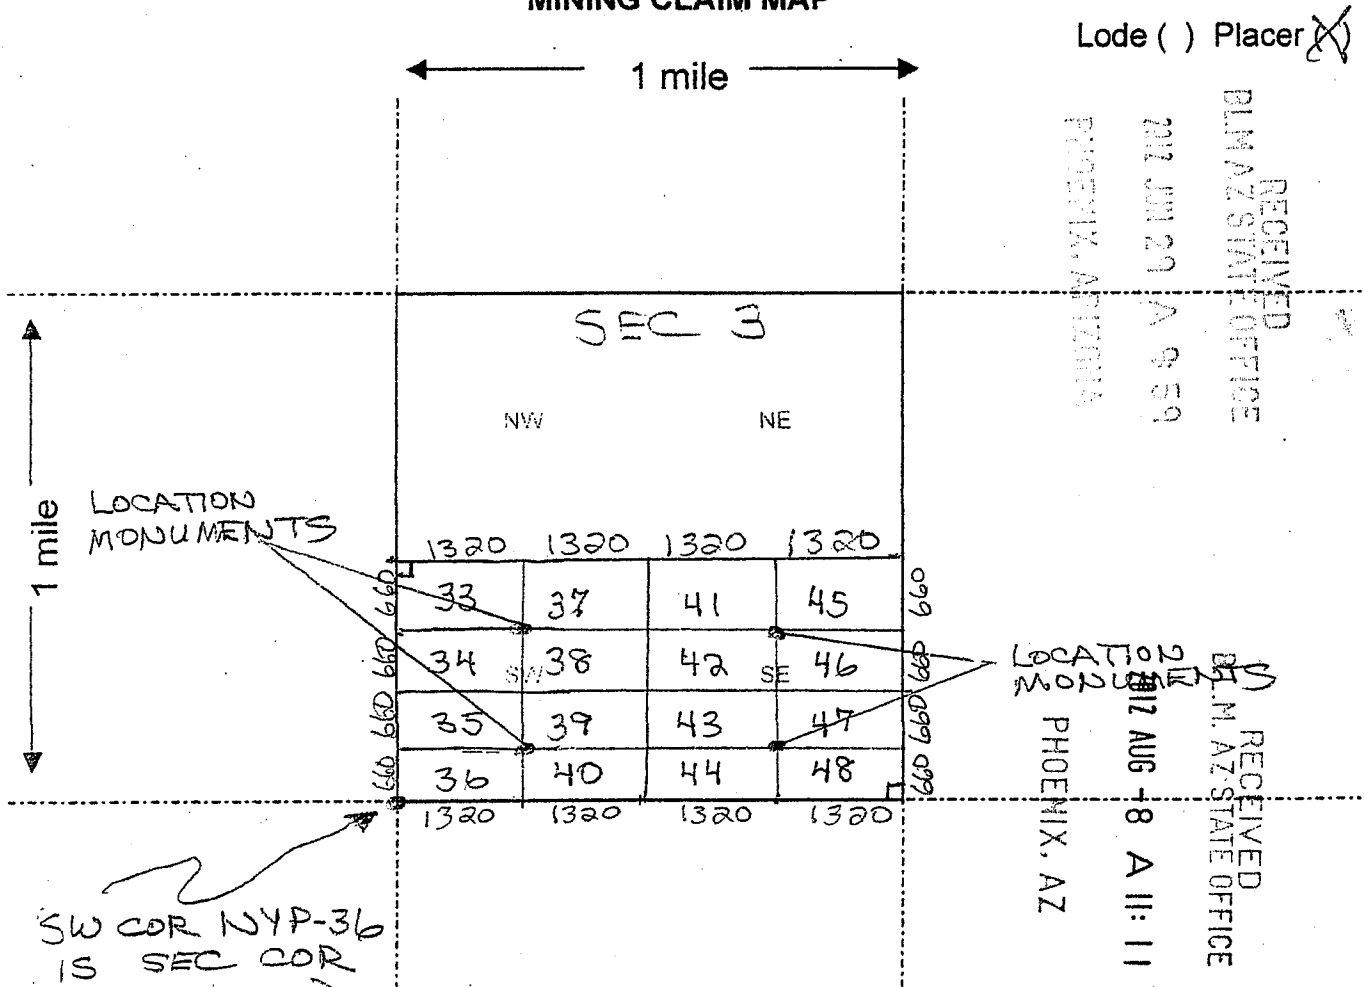 MINING CLAIM MAP
Lode ( ) Placer (X)
1 mile
RECEIVED
BLM AZ STATE OFFICE
2012 JUN 29 A 9:59
PHOENIX, ARIZONA
SEC 3
NW NE
1 mile
LOCATION
MONUMENTS
1320 1320 1320 1320
660 33 37 41 45 660
660 34 SW 38 42 SE 46 660
660 35 39 43 47 660
660 36 40 44 48 660
1320 1320 1320 1320
LOCATION
MONUMENTS
RECEIVED
B.L.M. AZ STATE OFFICE
2012 AUG -8 A 11: 11
PHOENIX, AZ
SW COR NYP-36
IS SEC COR